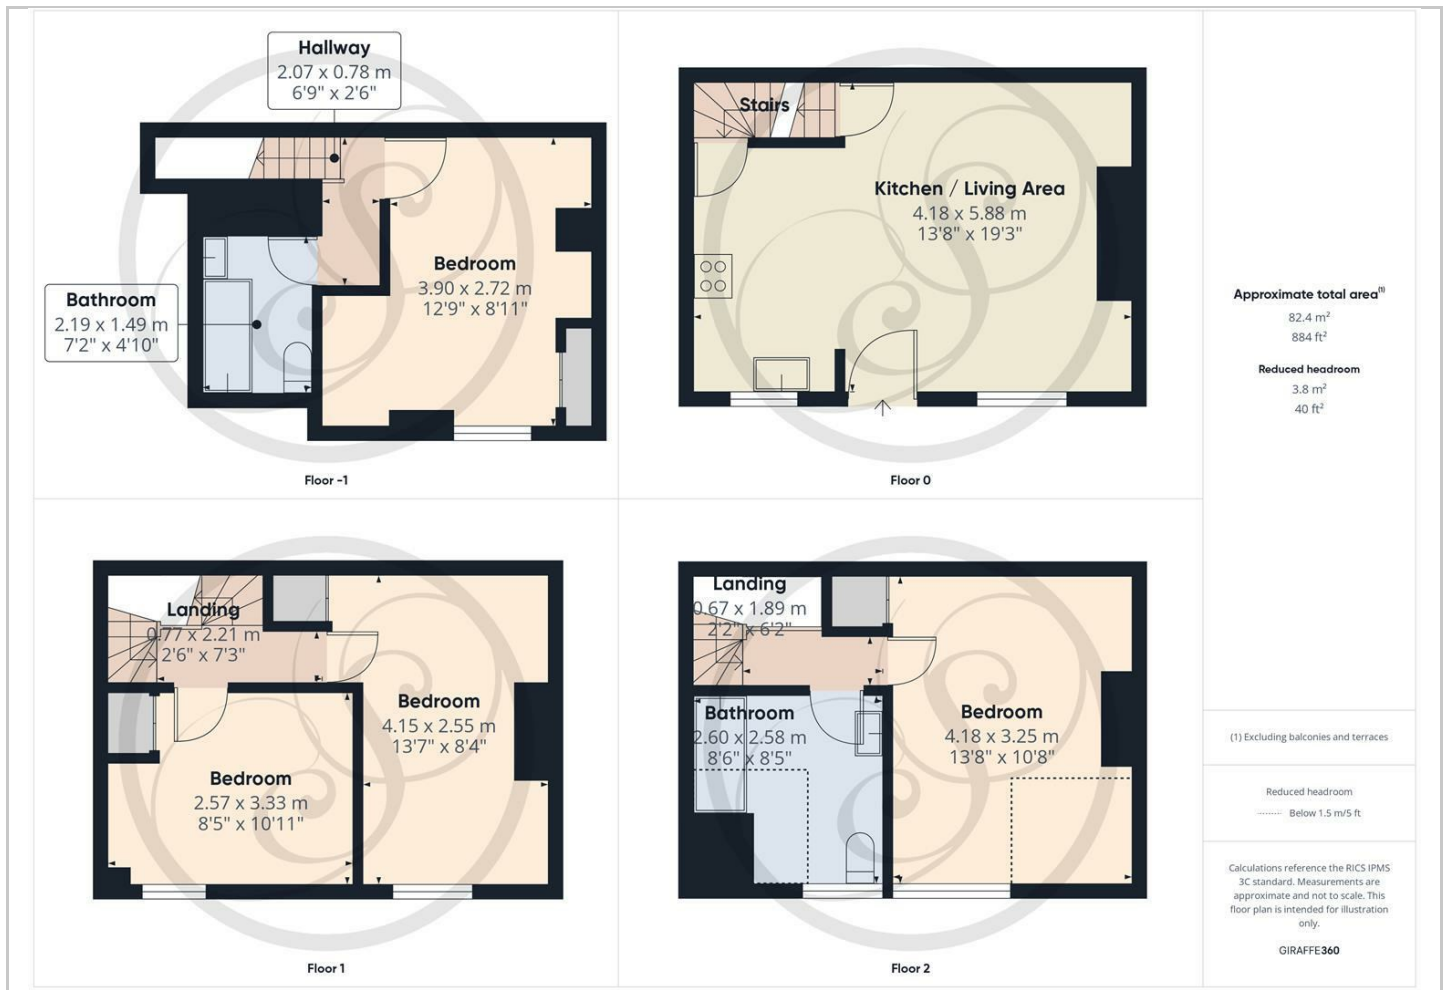 Hallway
2.07 x 0.78 m
6'9" x 2'6"
Bathroom
2.19 x 1.49 m
7'2" x 4'10"
Bedroom
3.90 x 2.72 m
12'9" x 8'11"
Floor -1
Stairs
Kitchen / Living Area
4.18 x 5.88 m
13'8" x 19'3"
Floor 0
Landing
0.77 x 2.21 m
2'6" x 7'3"
Bedroom
4.15 x 2.55 m
13'7" x 8'4"
Bedroom
2.57 x 3.33 m
8'5" x 10'11"
Floor 1
Landing
0.67 x 1.89 m
2'2" x 6'2"
Bathroom
2.60 x 2.58 m
8'6" x 8'5"
Bedroom
4.18 x 3.25 m
13'8" x 10'8"
Floor 2
Approximate total area⁽¹⁾
82.4 m²
884 ft²
Reduced headroom
3.8 m²
40 ft²
(1) Excluding balconies and terraces
Reduced headroom
Below 1.5 m/5 ft
Calculations reference the RICS IPMS
3C standard. Measurements are
approximate and not to scale. This
floor plan is intended for illustration
only.
GIRAFFE360